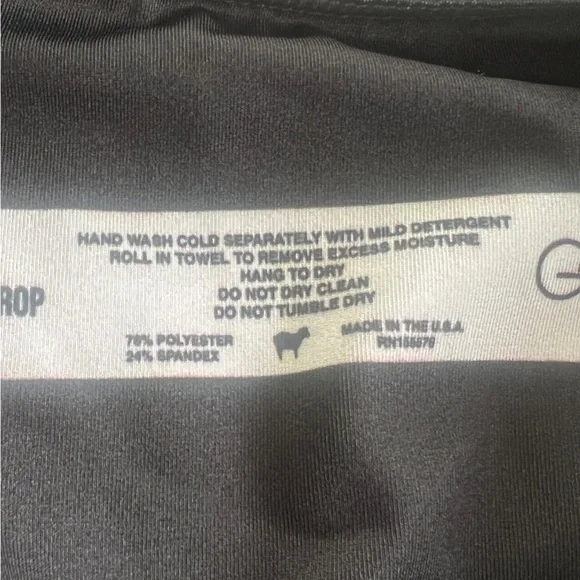 HAND WASH COLD SEPARATELY WITH MILD DETERGENT
ROLL IN TOWEL TO REMOVE EXCESS MOISTURE
HANG TO DRY
DO NOT DRY CLEAN
DO NOT TUMBLE DRY
ROP
76% POLYESTER
24% SPANDEX
MADE IN THE U.S.A.